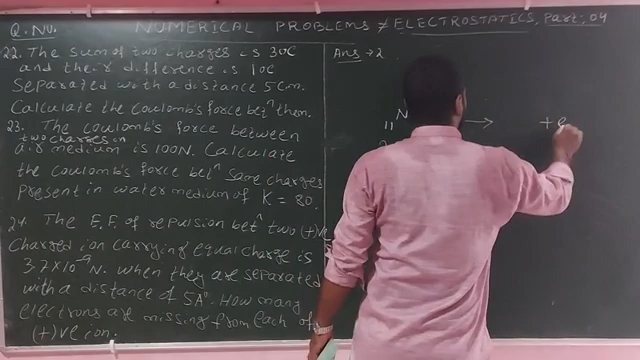 Q. No. NUMERICAL PROBLEMS ≠ ELECTROSTATICS, Part: 04
22. The sum of two charges is 30C
and their difference is 10C
Separated with a distance 5cm.
Calculate the Coulomb's force betⁿ them.
23. The Coulomb's force between
two charges in
air medium is 100N. Calculate
the Coulomb's force betⁿ same charges
Present in water medium of K = 80.
24. The E.F. of repulsion betⁿ two (+)ve
Charged ion carrying equal charge is
3.7×10⁻⁹ N. When they are separated
with a distance of 5A°. How many
electrons are missing from each of
(+)ve ion.
Ans → 2
N → +e